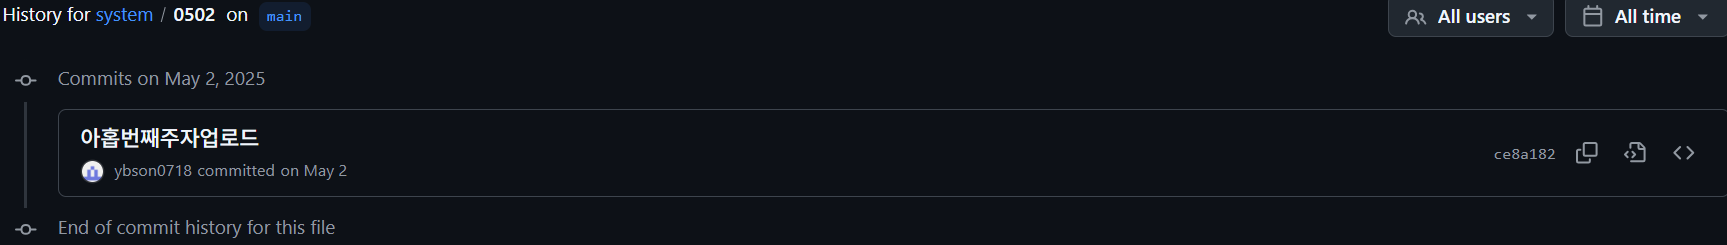 History for system / 0502 on main
All users
All time
Commits on May 2, 2025
아홉번째주자업로드
ybson0718 committed on May 2
ce8a182
End of commit history for this file